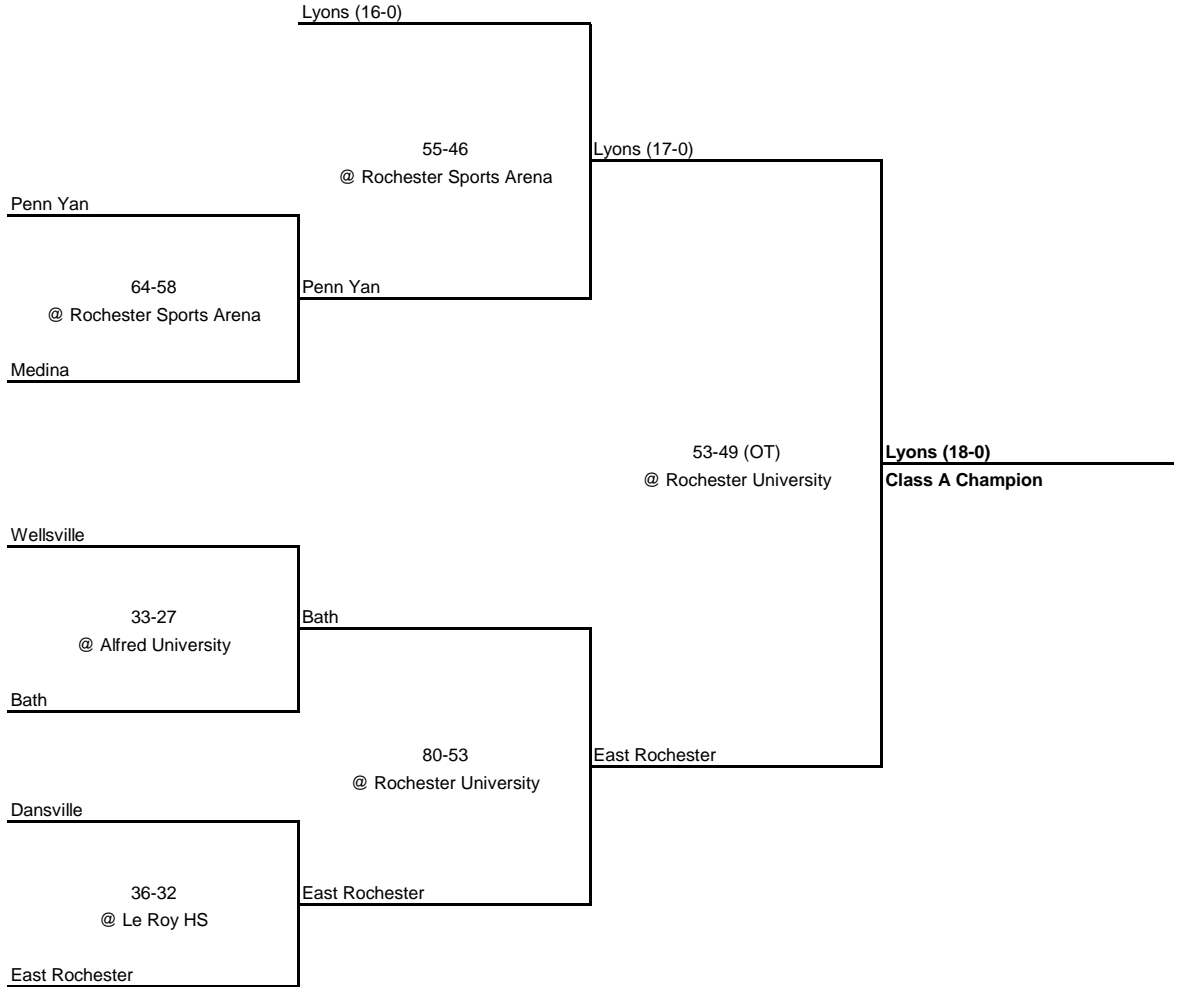 Lyons (16-0)
55-46
@ Rochester Sports Arena
Lyons (17-0)
Penn Yan
64-58
@ Rochester Sports Arena
Penn Yan
Medina
53-49 (OT)
@ Rochester University
Lyons (18-0)
Class A Champion
Wellsville
33-27
@ Alfred University
Bath
Bath
80-53
@ Rochester University
East Rochester
Dansville
36-32
@ Le Roy HS
East Rochester
East Rochester